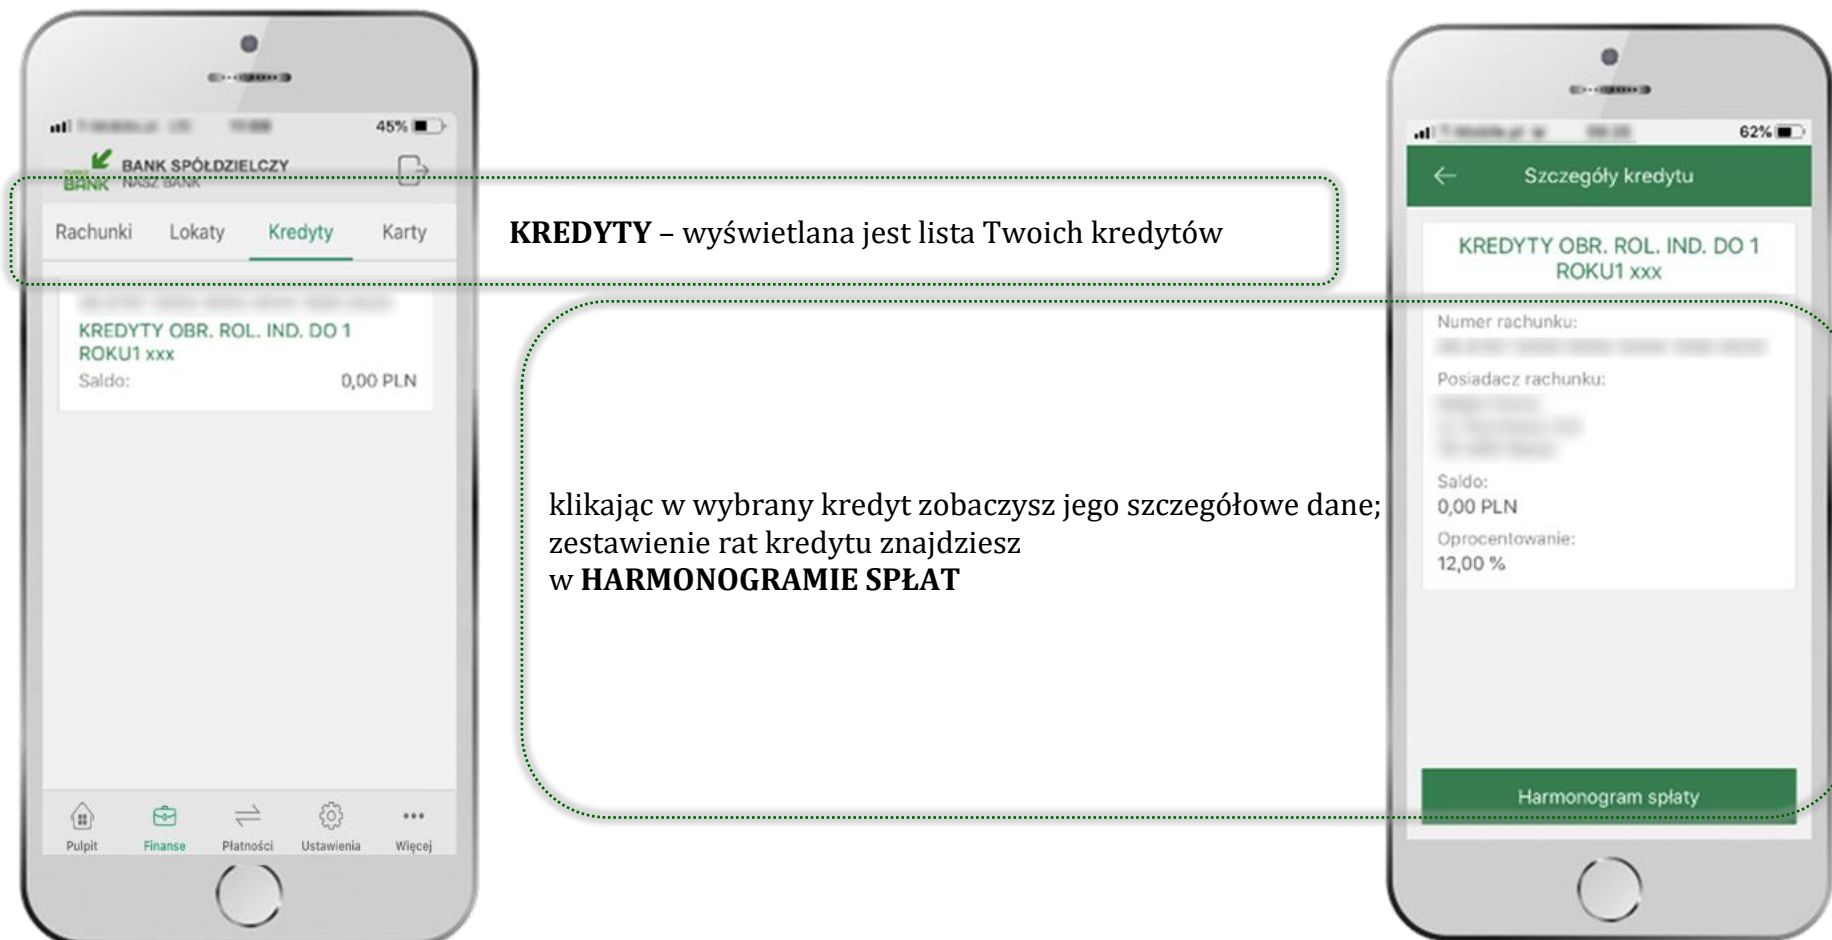 45%
NASZ BANK
BANK SPÓŁDZIELCZY
NASZ BANK
Rachunki Lokaty Kredyty Karty
KREDYTY OBR. ROL. IND. DO 1
ROKU1 xxx
Saldo: 0,00 PLN
Pulpit Finanse Płatności Ustawienia Więcej
KREDYTY – wyświetlana jest lista Twoich kredytów
klikając w wybrany kredyt zobaczysz jego szczegółowe dane;
zestawienie rat kredytu znajdziesz
w HARMONOGRAMIE SPŁAT
62%
Szczegóły kredytu
KREDYTY OBR. ROL. IND. DO 1
ROKU1 xxx
Numer rachunku:
Posiadacz rachunku:
Saldo:
0,00 PLN
Oprocentowanie:
12,00 %
Harmonogram spłaty